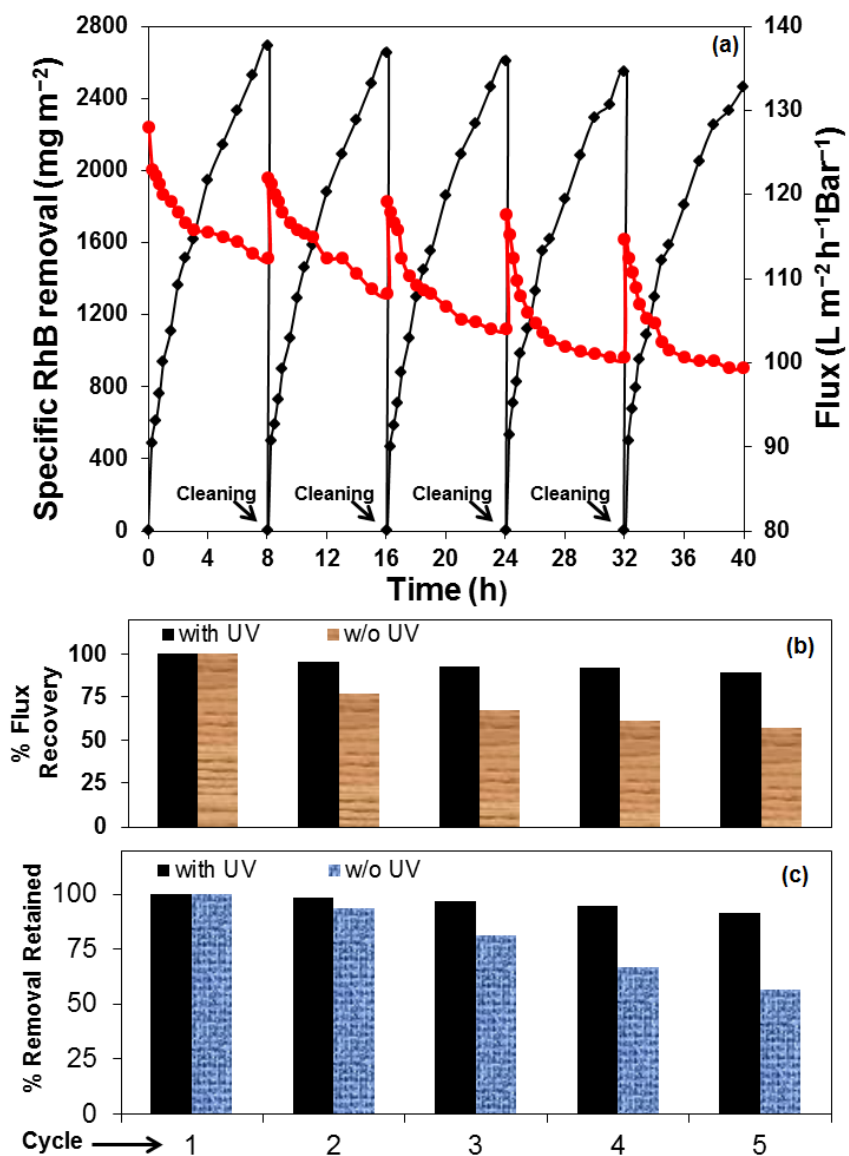 (a)
Specific RhB removal (mg m⁻²)
2800
2400
2000
1600
1200
800
400
0
140
130
120
110
100
90
80
Flux (L m⁻² h⁻¹Bar⁻¹)
Cleaning Cleaning Cleaning Cleaning
0 4 8 12 16 20 24 28 32 36 40
Time (h)
with UV w/o UV (b)
% Flux
Recovery
100
75
50
25
0
with UV w/o UV (c)
% Removal Retained
100
75
50
25
0
Cycle 1 2 3 4 5